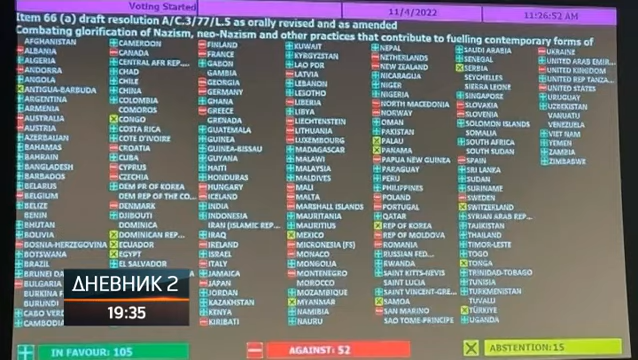 Voting Started
11/4/2022
11:26:52 AM
Item 66 (a) draft resolution A/C.3/77/L.5 as orally revised and as amended
Combating glorification of Nazism, neo-Nazism and other practices that contribute to fuelling contemporary forms of
AFGHANISTAN
ALBANIA
ALGERIA
ANDORRA
ANGOLA
ANTIGUA-BARBUDA
ARGENTINA
ARMENIA
AUSTRALIA
AUSTRIA
AZERBAIJAN
BAHAMAS
BAHRAIN
BANGLADESH
BARBADOS
BELARUS
BELGIUM
BELIZE
BENIN
BHUTAN
BOLIVIA
BOSNIA-HERZEGOVINA
BOTSWANA
BRAZIL
BRUNEI
BULGARIA
BURKINA
BURUNDI
CABO
CAMBODIA
CAMEROON
CANADA
CENTRAL AFR REP...
CHAD
CHILE
CHINA
COLOMBIA
COMOROS
CONGO
COSTA RICA
COTE D'IVOIRE
CROATIA
CUBA
CYPRUS
CZECHIA
DEM PR OF KOREA
DEM REP OF THE CO...
DENMARK
DJIBOUTI
DOMINICA
DOMINICAN REP...
ECUADOR
EGYPT
EL SALVADOR
FINLAND
FRANCE
GABON
GAMBIA
GEORGIA
GERMANY
GHANA
GREECE
GRENADA
GUATEMALA
GUINEA
GUINEA-BISSAU
GUYANA
HAITI
HONDURAS
HUNGARY
ICELAND
INDIA
INDONESIA
IRAN (ISLAMIC REP...
IRAQ
IRELAND
ISRAEL
ITALY
JAMAICA
JAPAN
JORDAN
KAZAKHSTAN
KENYA
KIRIBATI
KUWAIT
KYRGYZSTAN
LAO PDR
LATVIA
LEBANON
LESOTHO
LIBERIA
LIBYA
LIECHTENSTEIN
LITHUANIA
LUXEMBOURG
MADAGASCAR
MALAWI
MALAYSIA
MALDIVES
MALI
MALTA
MARSHALL ISLANDS
MAURITANIA
MAURITIUS
MEXICO
MICRONESIA (FS)
MONACO
MONGOLIA
MONTENEGRO
MOROCCO
MOZAMBIQUE
MYANMAR
NAMIBIA
NAURU
NEPAL
NETHERLANDS
NEW ZEALAND
NICARAGUA
NIGER
NIGERIA
NORTH MACEDONIA
NORWAY
OMAN
PAKISTAN
PALAU
PANAMA
PAPUA NEW GUINEA
PARAGUAY
PERU
PHILIPPINES
POLAND
PORTUGAL
QATAR
REP OF KOREA
REP OF MOLDOVA
ROMANIA
RUSSIAN FED...
RWANDA
SAINT KITTS-NEVIS
SAINT LUCIA
SAINT VINCENT-GRE...
SAMOA
SAN MARINO
SAO TOME-PRINCIPE
SAUDI ARABIA
SENEGAL
SERBIA
SEYCHELLES
SIERRA LEONE
SINGAPORE
SLOVAKIA
SLOVENIA
SOLOMON ISLANDS
SOMALIA
SOUTH AFRICA
SOUTH SUDAN
SPAIN
SRI LANKA
SUDAN
SURINAME
SWEDEN
SWITZERLAND
SYRIAN ARAB REP...
TAJIKISTAN
THAILAND
TIMOR-LESTE
TOGO
TONGA
TRINIDAD-TOBAGO
TUNISIA
TURKMENISTAN
TUVALU
TÜRKIYE
UGANDA
UKRAINE
UNITED ARAB EMIR...
UNITED KINGDOM
UNITED REP TANZA...
UNITED STATES
URUGUAY
UZBEKISTAN
VANUATU
VENEZUELA
VIET NAM
YEMEN
ZAMBIA
ZIMBABWE
ДНЕВНИК 2
19:35
IN FAVOUR: 105
AGAINST: 52
ABSTENTION: 15